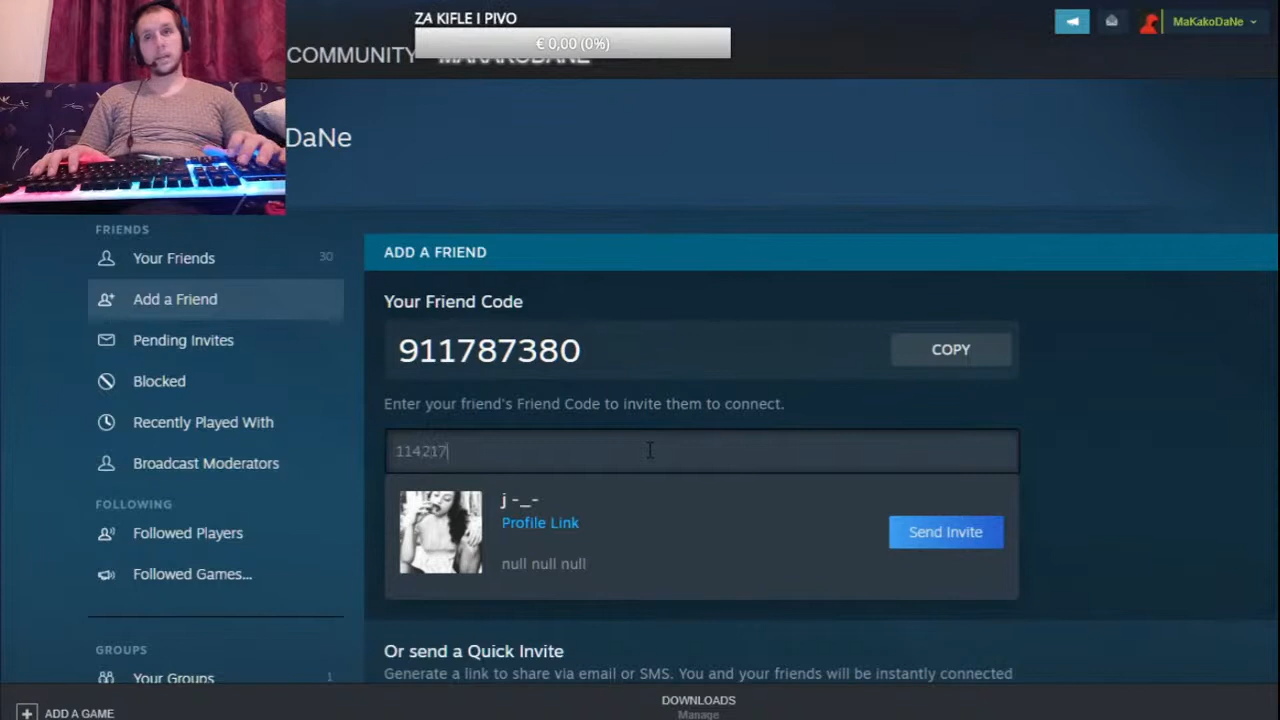 ZA KIFLE I PIVO
€ 0,00 (0%)
MaKakoDaNe
COMMUNITY
MAKAKODANE
DaNe
FRIENDS
Your Friends 30
Add a Friend
Pending Invites
Blocked
Recently Played With
Broadcast Moderators
FOLLOWING
Followed Players
Followed Games...
GROUPS
Your Groups 1
ADD A FRIEND
Your Friend Code
911787380
COPY
Enter your friend's Friend Code to invite them to connect.
114217
j -_-
Profile Link
Send Invite
null null null
Or send a Quick Invite
Generate a link to share via email or SMS. You and your friends will be instantly connected
ADD A GAME
DOWNLOADS
Manage